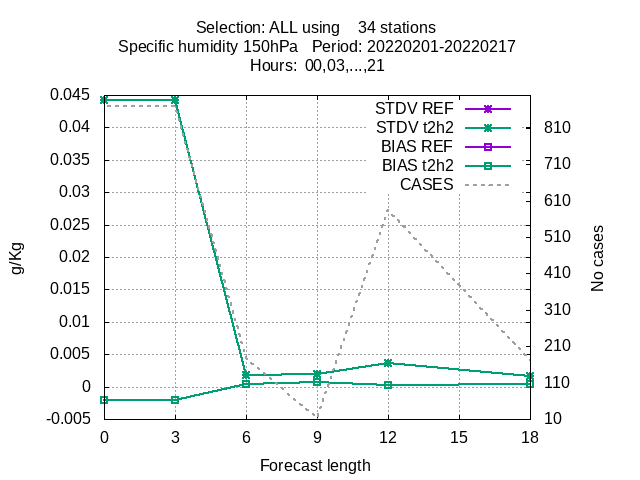 Selection: ALL using    34 stations
Specific humidity 150hPa   Period: 20220201-20220217
Hours:  00,03,...,21
0.045
0.04
0.035
0.03
0.025
0.02
0.015
0.01
0.005
0
-0.005
g/Kg
STDV REF
STDV t2h2
BIAS REF
BIAS t2h2
CASES
810
710
610
510
410
310
210
110
10
No cases
0 3 6 9 12 15 18
Forecast length